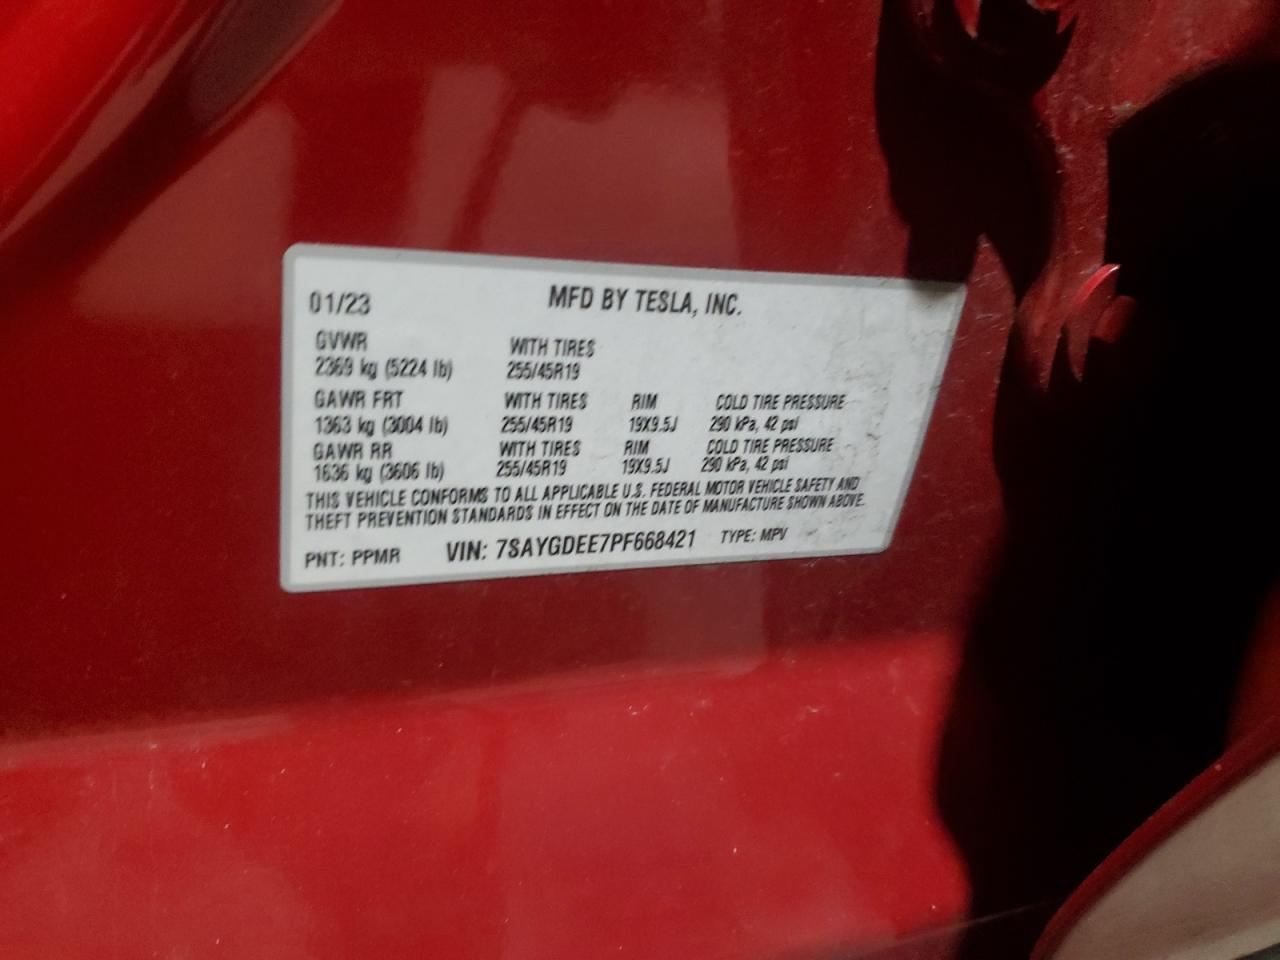 01/23 MFD BY TESLA, INC.
GVWR WITH TIRES
2369 kg (5224 lb) 255/45R19
GAWR FRT WITH TIRES RIM COLD TIRE PRESSURE
1363 kg (3004 lb) 255/45R19 19X9.5J 290 kPa, 42 psi
GAWR RR WITH TIRES RIM COLD TIRE PRESSURE
1636 kg (3606 lb) 255/45R19 19X9.5J 290 kPa, 42 psi
THIS VEHICLE CONFORMS TO ALL APPLICABLE U.S. FEDERAL MOTOR VEHICLE SAFETY AND
THEFT PREVENTION STANDARDS IN EFFECT ON THE DATE OF MANUFACTURE SHOWN ABOVE.
PNT: PPMR VIN: 7SAYGDEE7PF668421 TYPE: MPV